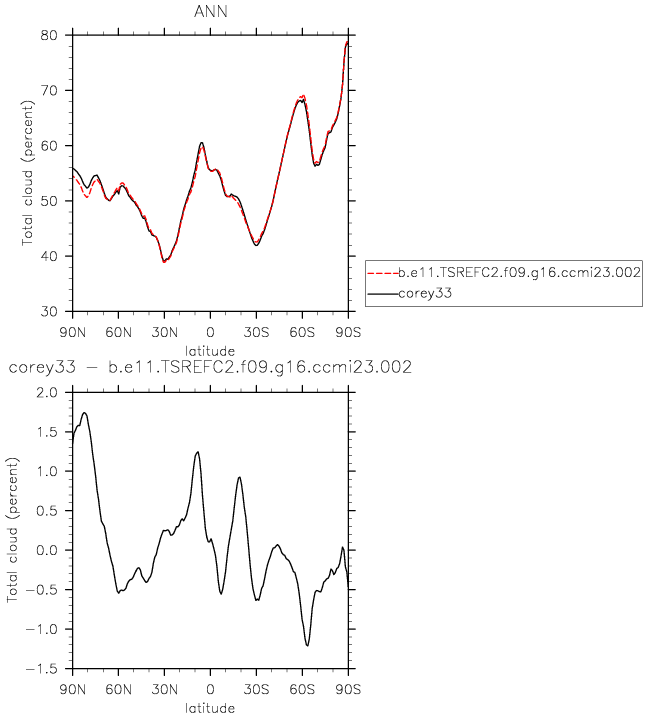 ANN
80
70
60
50
40
30
Total cloud (percent)
90N 60N 30N 0 30S 60S 90S
latitude
b.e11.TSREFC2.f09.g16.ccmi23.002
corey33
corey33 − b.e11.TSREFC2.f09.g16.ccmi23.002
2.0
1.5
1.0
0.5
0.0
−0.5
−1.0
−1.5
Total cloud (percent)
90N 60N 30N 0 30S 60S 90S
latitude